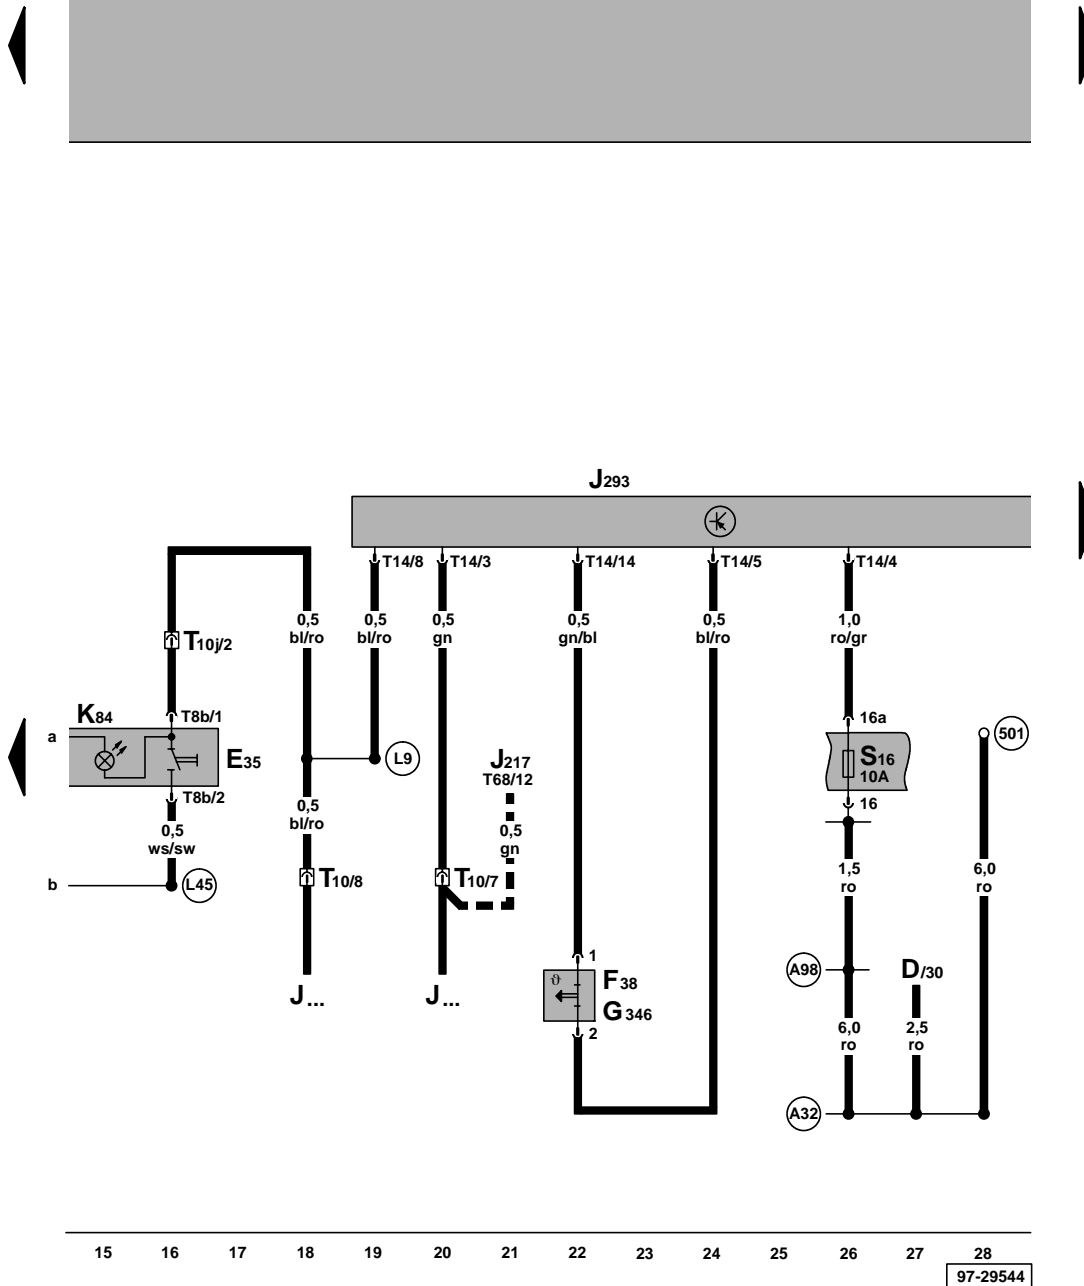 J293
T14/8 T14/3 T14/14 T14/5 T14/4
0,5 0,5 0,5 0,5 0,5 1,0
bl/ro bl/ro gn gn/bl bl/ro ro/gr
T10j/2
K84 T8b/1 16a
a 501
E35 L9 J217 S16
T68/12 10A
T8b/2 16
0,5
bl/ro
0,5 0,5
ws/sw gn
1,5 6,0
ro ro
b L45 T10/8 T10/7
1
A98 D/30
ϑ F38
J... J... G346
2
6,0 2,5
ro ro
A32
15 16 17 18 19 20 21 22 23 24 25 26 27 28
97-29544